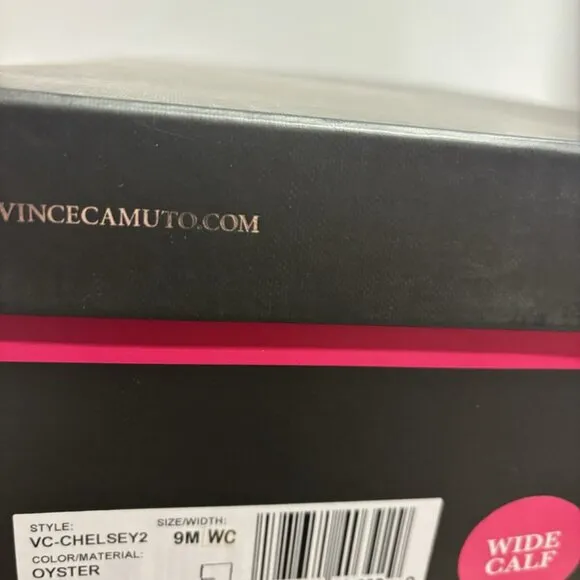 VINCECAMUTO.COM
STYLE: SIZE/WIDTH:
VC-CHELSEY2 9M WC
COLOR/MATERIAL:
OYSTER
WIDE
CALF